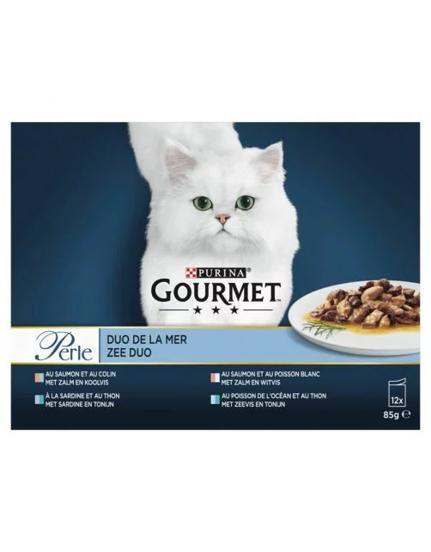 PURINA
GOURMET
Perle
DUO DE LA MER
ZEE DUO
AU SAUMON ET AU COLIN
MET ZALM EN KOOLVIS
AU SAUMON ET AU POISSON BLANC
MET ZALM EN WITVIS
À LA SARDINE ET AU THON
MET SARDINE EN TONIJN
AU POISSON DE L'OCÉAN ET AU THON
MET ZEEVIS EN TONIJN
12x
85g e